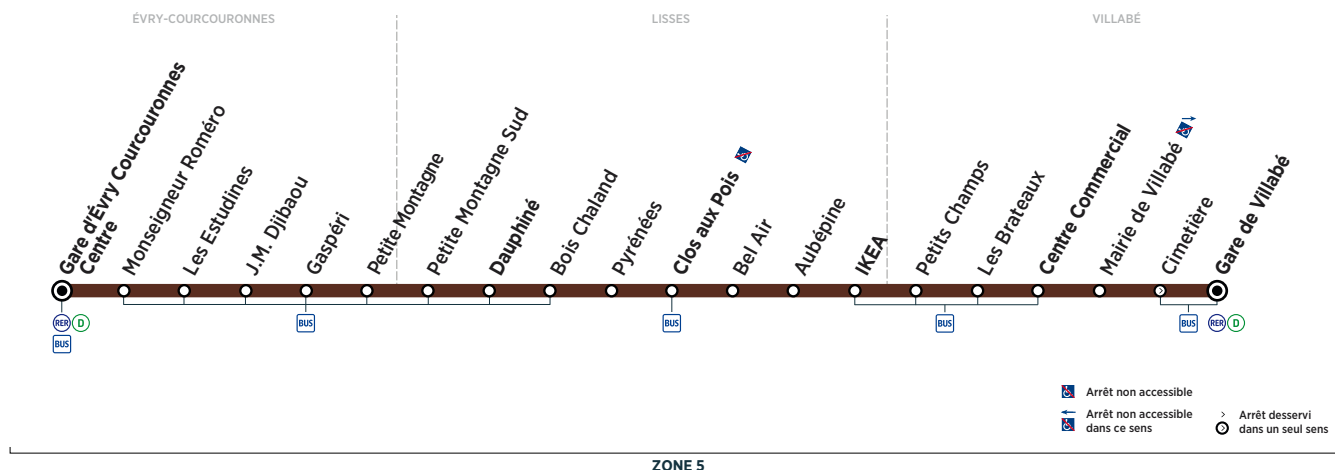 ÉVRY-COURCOURONNES
LISSES
VILLABÉ
Gare d'Évry Courcouronnes
Centre
Monseigneur Roméro
Les Estudines
J.M. Djibaou
Gaspéri
Petite Montagne
Petite Montagne Sud
Dauphiné
Bois Chaland
Pyrénées
Clos aux Pois
Bel Air
Aubépine
IKEA
Petits Champs
Les Brateaux
Centre Commercial
Mairie de Villabé
Cimetière
Gare de Villabé
RER D
BUS
BUS
BUS
BUS
BUS
RER D
Arrêt non accessible
Arrêt non accessible
dans ce sens
Arrêt desservi
dans un seul sens
ZONE 5